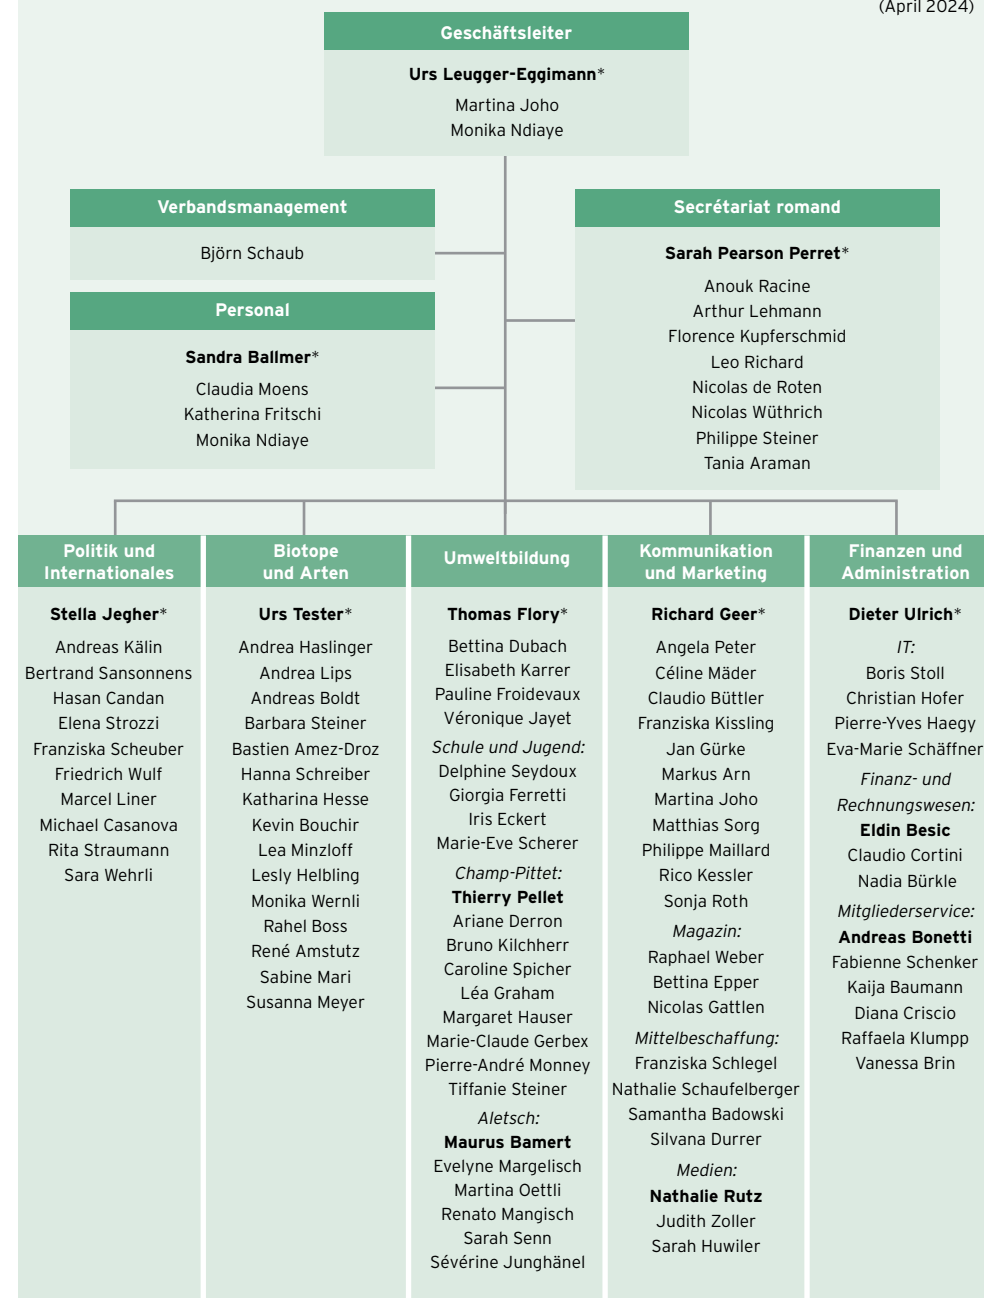 (April 2024)
Geschäftsleiter
Urs Leugger-Eggimann*
Martina Joho
Monika Ndiaye
Verbandsmanagement
Björn Schaub
Personal
Sandra Ballmer*
Claudia Moens
Katherina Fritschi
Monika Ndiaye
Secrétariat romand
Sarah Pearson Perret*
Anouk Racine
Arthur Lehmann
Florence Kupferschmid
Leo Richard
Nicolas de Roten
Nicolas Wüthrich
Philippe Steiner
Tania Araman
Politik und
Internationales
Stella Jegher*
Andreas Kälin
Bertrand Sansonnens
Hasan Candan
Elena Strozzi
Franziska Scheuber
Friedrich Wulf
Marcel Liner
Michael Casanova
Rita Straumann
Sara Wehrli
Biotope
und Arten
Urs Tester*
Andrea Haslinger
Andrea Lips
Andreas Boldt
Barbara Steiner
Bastien Amez-Droz
Hanna Schreiber
Katharina Hesse
Kevin Bouchir
Lea Minzloff
Lesly Helbling
Monika Wernli
Rahel Boss
René Amstutz
Sabine Mari
Susanna Meyer
Umweltbildung
Thomas Flory*
Bettina Dubach
Elisabeth Karrer
Pauline Froidevaux
Véronique Jayet
Schule und Jugend:
Delphine Seydoux
Giorgia Ferretti
Iris Eckert
Marie-Eve Scherer
Champ-Pittet:
Thierry Pellet
Ariane Derron
Bruno Kilchherr
Caroline Spicher
Léa Graham
Margaret Hauser
Marie-Claude Gerbex
Pierre-André Monney
Tiffanie Steiner
Aletsch:
Maurus Bamert
Evelyne Margelisch
Martina Oettli
Renato Mangisch
Sarah Senn
Sévérine Junghänel
Kommunikation
und Marketing
Richard Geer*
Angela Peter
Céline Mäder
Claudio Büttler
Franziska Kissling
Jan Gürke
Markus Arn
Martina Joho
Matthias Sorg
Philippe Maillard
Rico Kessler
Sonja Roth
Magazin:
Raphael Weber
Bettina Epper
Nicolas Gattlen
Mittelbeschaffung:
Franziska Schlegel
Nathalie Schaufelberger
Samantha Badowski
Silvana Durrer
Medien:
Nathalie Rutz
Judith Zoller
Sarah Huwiler
Finanzen und
Administration
Dieter Ulrich*
IT:
Boris Stoll
Christian Hofer
Pierre-Yves Haegy
Eva-Marie Schäffner
Finanz- und
Rechnungswesen:
Eldin Besic
Claudio Cortini
Nadia Bürkle
Mitgliederservice:
Andreas Bonetti
Fabienne Schenker
Kaija Baumann
Diana Criscio
Raffaela Klumpp
Vanessa Brin